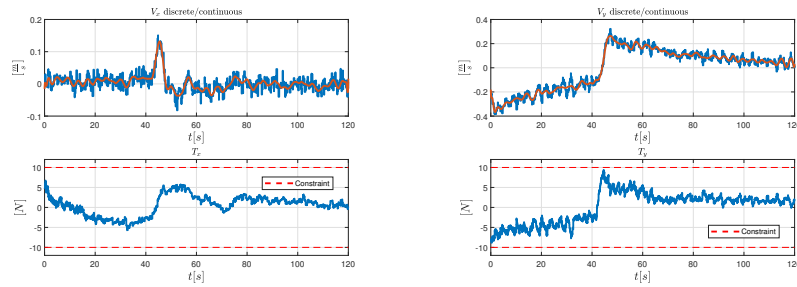 V_x discrete/continuous
0.2
0.1
0
-0.1
[m/s]
0 20 40 60 80 100 120
t[s]
V_y discrete/continuous
0.4
0.2
0
-0.2
-0.4
[m/s]
0 20 40 60 80 100 120
t[s]
T_x
10
5
0
-5
-10
[N]
Constraint
0 20 40 60 80 100 120
t[s]
T_y
10
5
0
-5
-10
[N]
Constraint
0 20 40 60 80 100 120
t[s]